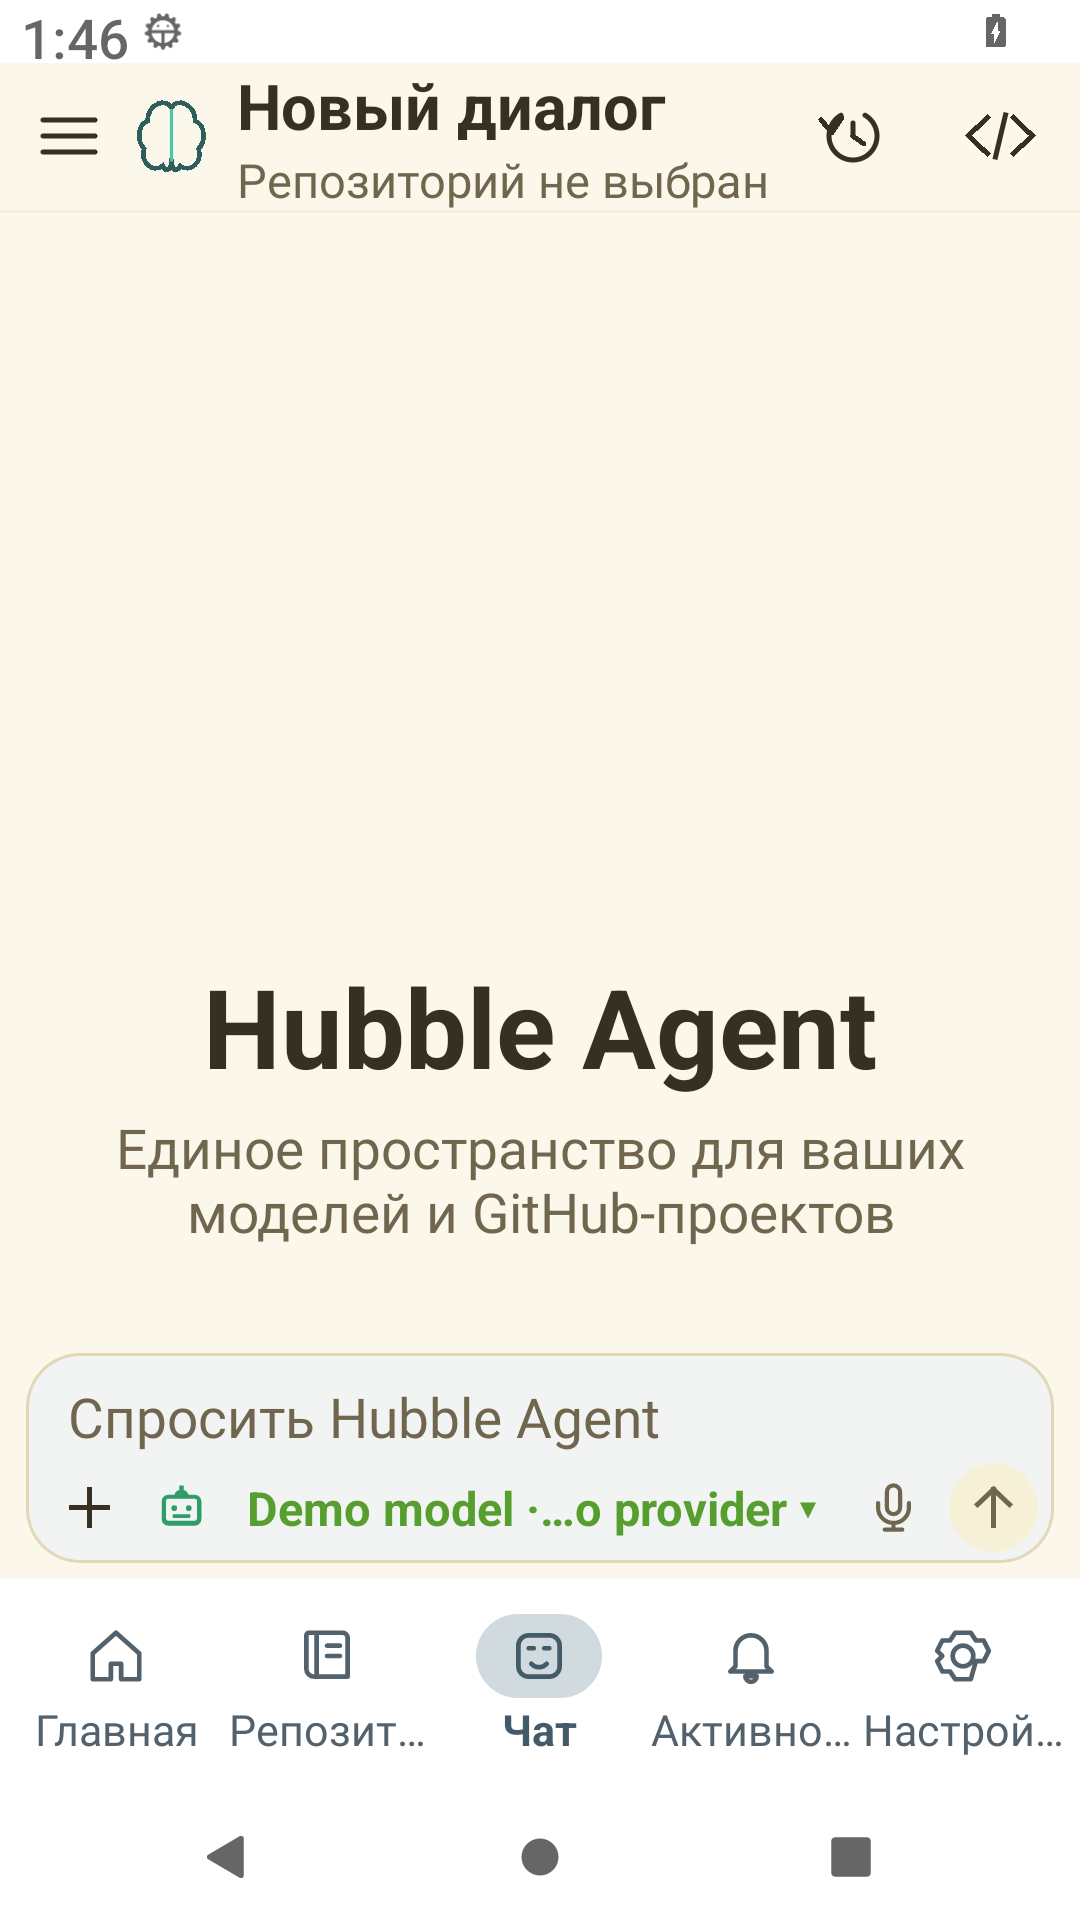 1:46
Новый диалог
Репозиторий не выбран
Hubble Agent
Единое пространство для ваших
моделей и GitHub-проектов
Спросить Hubble Agent
Demo model ·…o provider ▾
Главная
Репозит…
Чат
Активно…
Настрой…